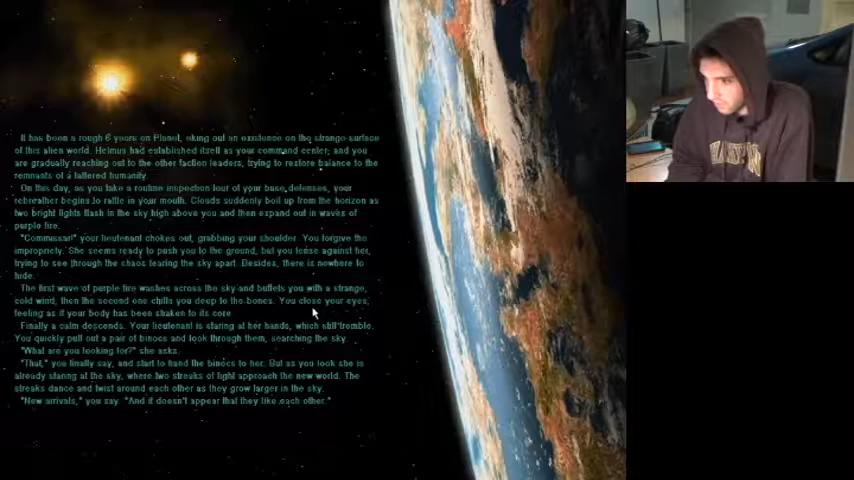 It has been a rough 6 years on Planet, eking out an existence on the strange surface
of this alien world. Heimus had established itself as your command center; and you
are gradually reaching out to the other faction leaders, trying to restore balance to the
remnants of a tattered humanity.
On this day, as you take a routine inspection tour of your base defenses, your
rebreather begins to rattle in your mouth. Clouds suddenly boil up from the horizon as
two bright lights flash in the sky high above you and then expand out in waves of
purple fire.
"Commissar!" your lieutenant chokes out, grabbing your shoulder. You forgive the
impropriety. She seems ready to push you to the ground, but you tense against her,
trying to see through the chaos tearing the sky apart. Besides, there is nowhere to
hide.
The first wave of purple fire washes across the sky and buffets you with a strange,
cold wind, then the second one chills you deep to the bones. You close your eyes,
feeling as if your body has been shaken to its core.
Finally a calm descends. Your lieutenant is staring at her hands, which still tremble.
You quickly pull out a pair of binocs and look through them, searching the sky.
"What are you looking for?" she asks.
"That," you finally say, and start to hand the binocs to her. But as you look she is
already staring at the sky, where two streaks of light approach the new world. The
streaks dance and twist around each other as they grow larger in the sky.
"New arrivals," you say. "And it doesn't appear that they like each other."